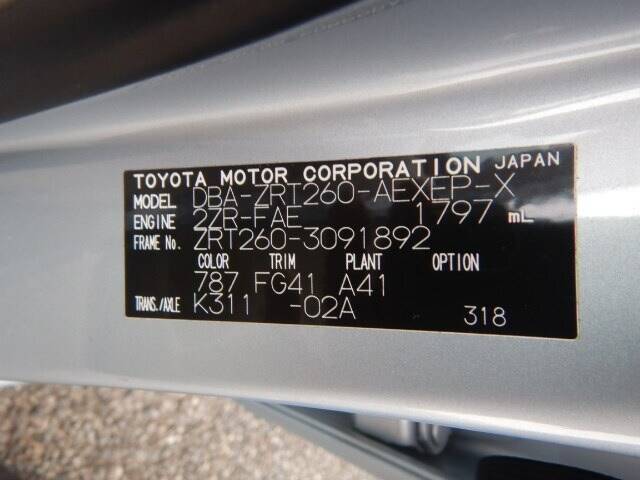 TOYOTA MOTOR CORPORATION JAPAN
MODEL DBA-ZRT260-AEXEP-X
ENGINE 2ZR-FAE 1797 mL
FRAME No. ZRT260-3091892
COLOR TRIM PLANT OPTION
787 FG41 A41
TRANS./AXLE K311 -02A
318